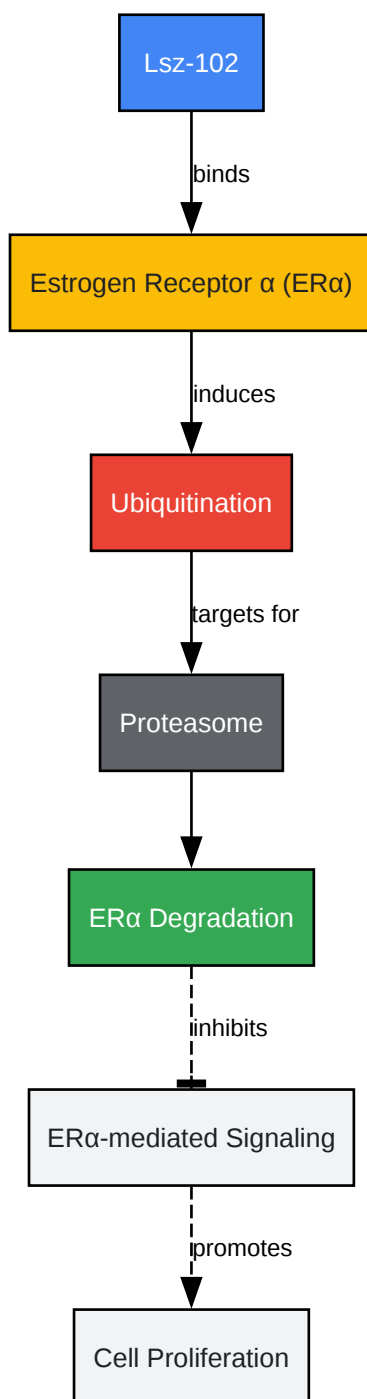 Lsz-102
binds
Estrogen Receptor α (ERα)
induces
Ubiquitination
targets for
Proteasome
ERα Degradation
inhibits
ERα-mediated Signaling
promotes
Cell Proliferation